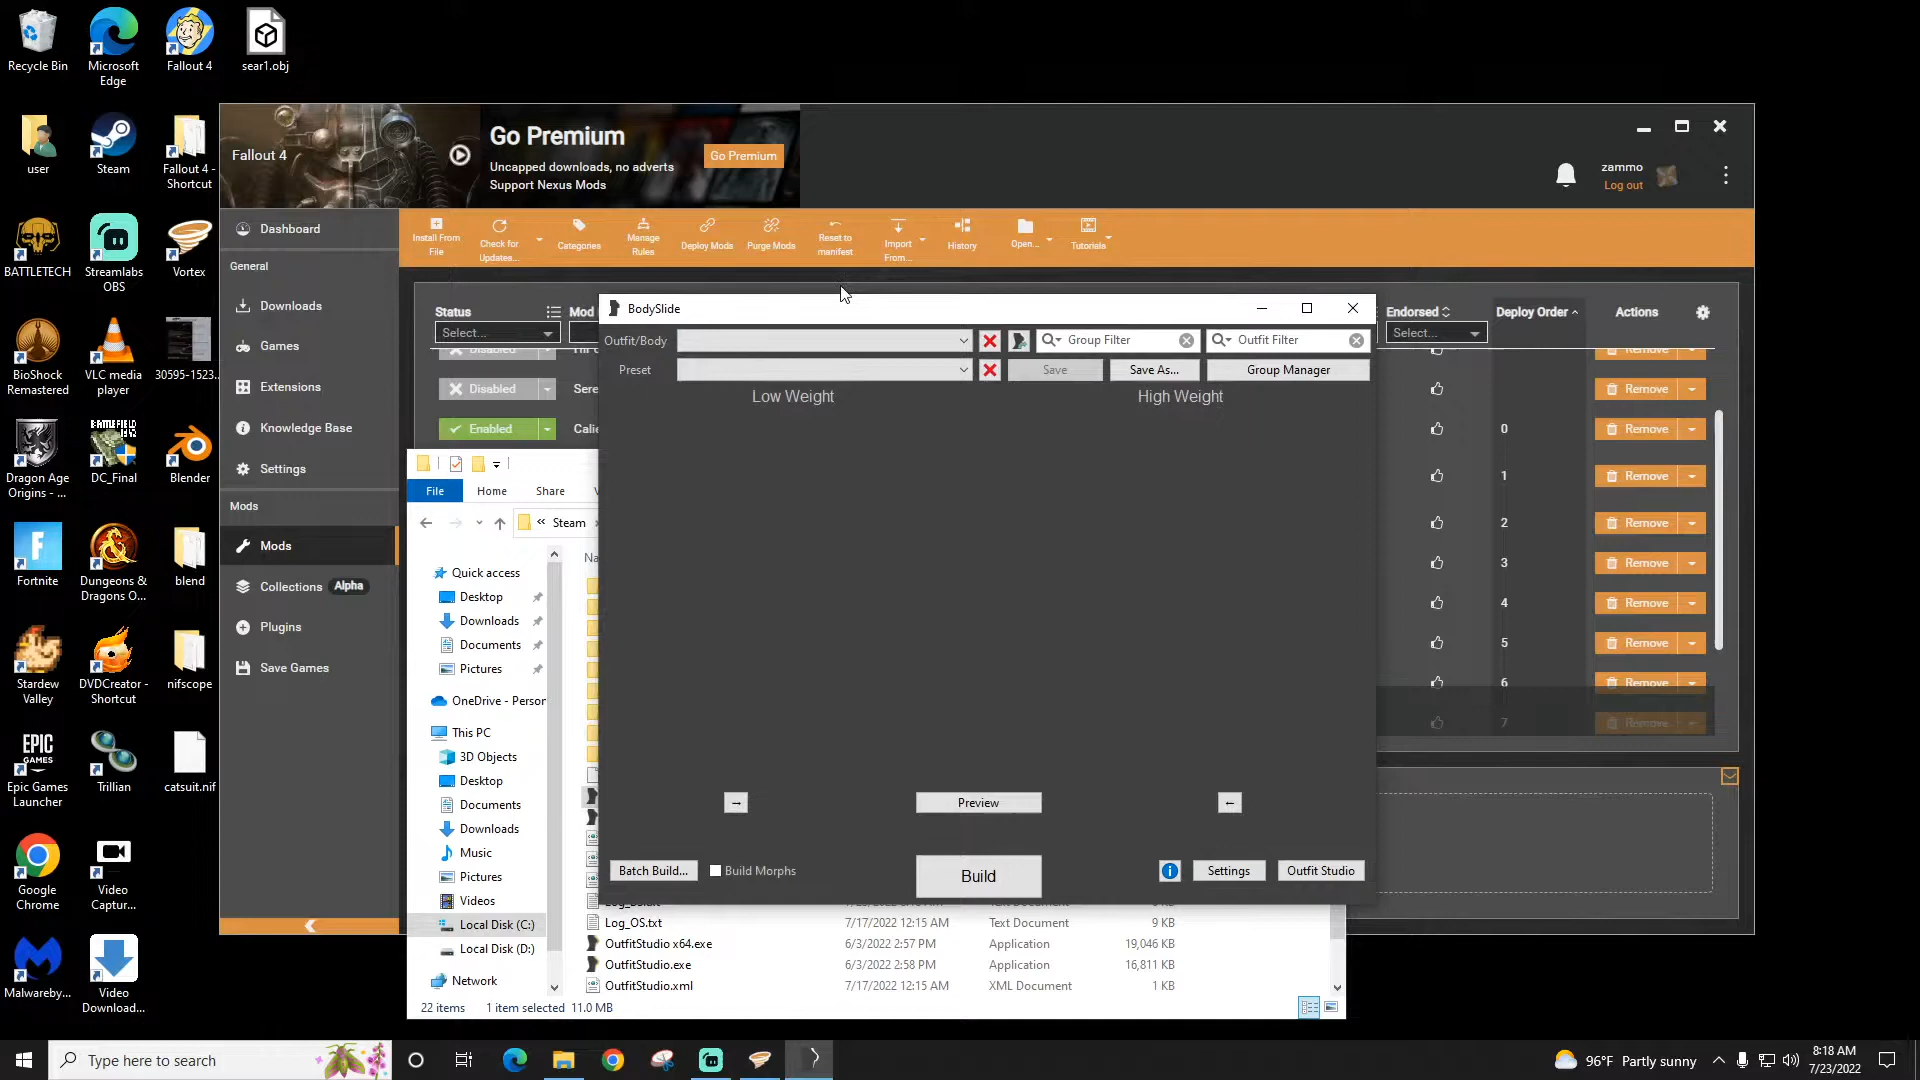 Recycle Bin
Microsoft
Edge
Fallout 4
sear1.obj
user
Steam
Fallout 4 -
Shortcut
BATTLETECH
Streamlabs
OBS
Vortex
BioShock
Remastered
VLC media
player
30595-1523...
Dragon Age
Origins - ...
DC_Final
Blender
Fortnite
Dungeons &
Dragons O...
blend
Stardew
Valley
DVDCreator -
Shortcut
nifscope
Epic Games
Launcher
Trillian
catsuit.nif
Google
Chrome
Video
Captur...
Malwareby...
Video
Download...
Fallout 4
Go Premium
Uncapped downloads, no adverts
Support Nexus Mods
Go Premium
zammo
Log out
Dashboard
General
Downloads
Games
Extensions
Knowledge Base
Settings
Mods
Mods
Collections
Alpha
Plugins
Save Games
Install From
File
Check for
Updates...
Categories
Manage
Rules
Deploy Mods
Purge Mods
Reset to
manifest
Import
From...
History
Open...
Tutorials
Status
Mod
Select...
Disabled
Disabled
Sere
Enabled
Calie
Endorsed
Select...
Deploy Order
Actions
Remove
Remove
0
Remove
1
Remove
2
Remove
3
Remove
4
Remove
5
Remove
6
Remove
7
Remove
BodySlide
Outfit/Body
Group Filter
Outfit Filter
Preset
Save
Save As...
Group Manager
Low Weight
High Weight
→
Preview
←
Batch Build...
Build Morphs
Build
Settings
Outfit Studio
File
Home
Share
« Steam
Na
Quick access
Desktop
Downloads
Documents
Pictures
OneDrive - Person
This PC
3D Objects
Desktop
Documents
Downloads
Music
Pictures
Videos
Local Disk (C:)
Local Disk (D:)
Network
Log_OS.txt
7/17/2022 12:15 AM
Text Document
9 KB
OutfitStudio x64.exe
6/3/2022 2:57 PM
Application
19,046 KB
OutfitStudio.exe
6/3/2022 2:58 PM
Application
16,811 KB
OutfitStudio.xml
7/17/2022 12:15 AM
XML Document
1 KB
22 items
1 item selected 11.0 MB
Type here to search
96°F Partly sunny
8:18 AM
7/23/2022